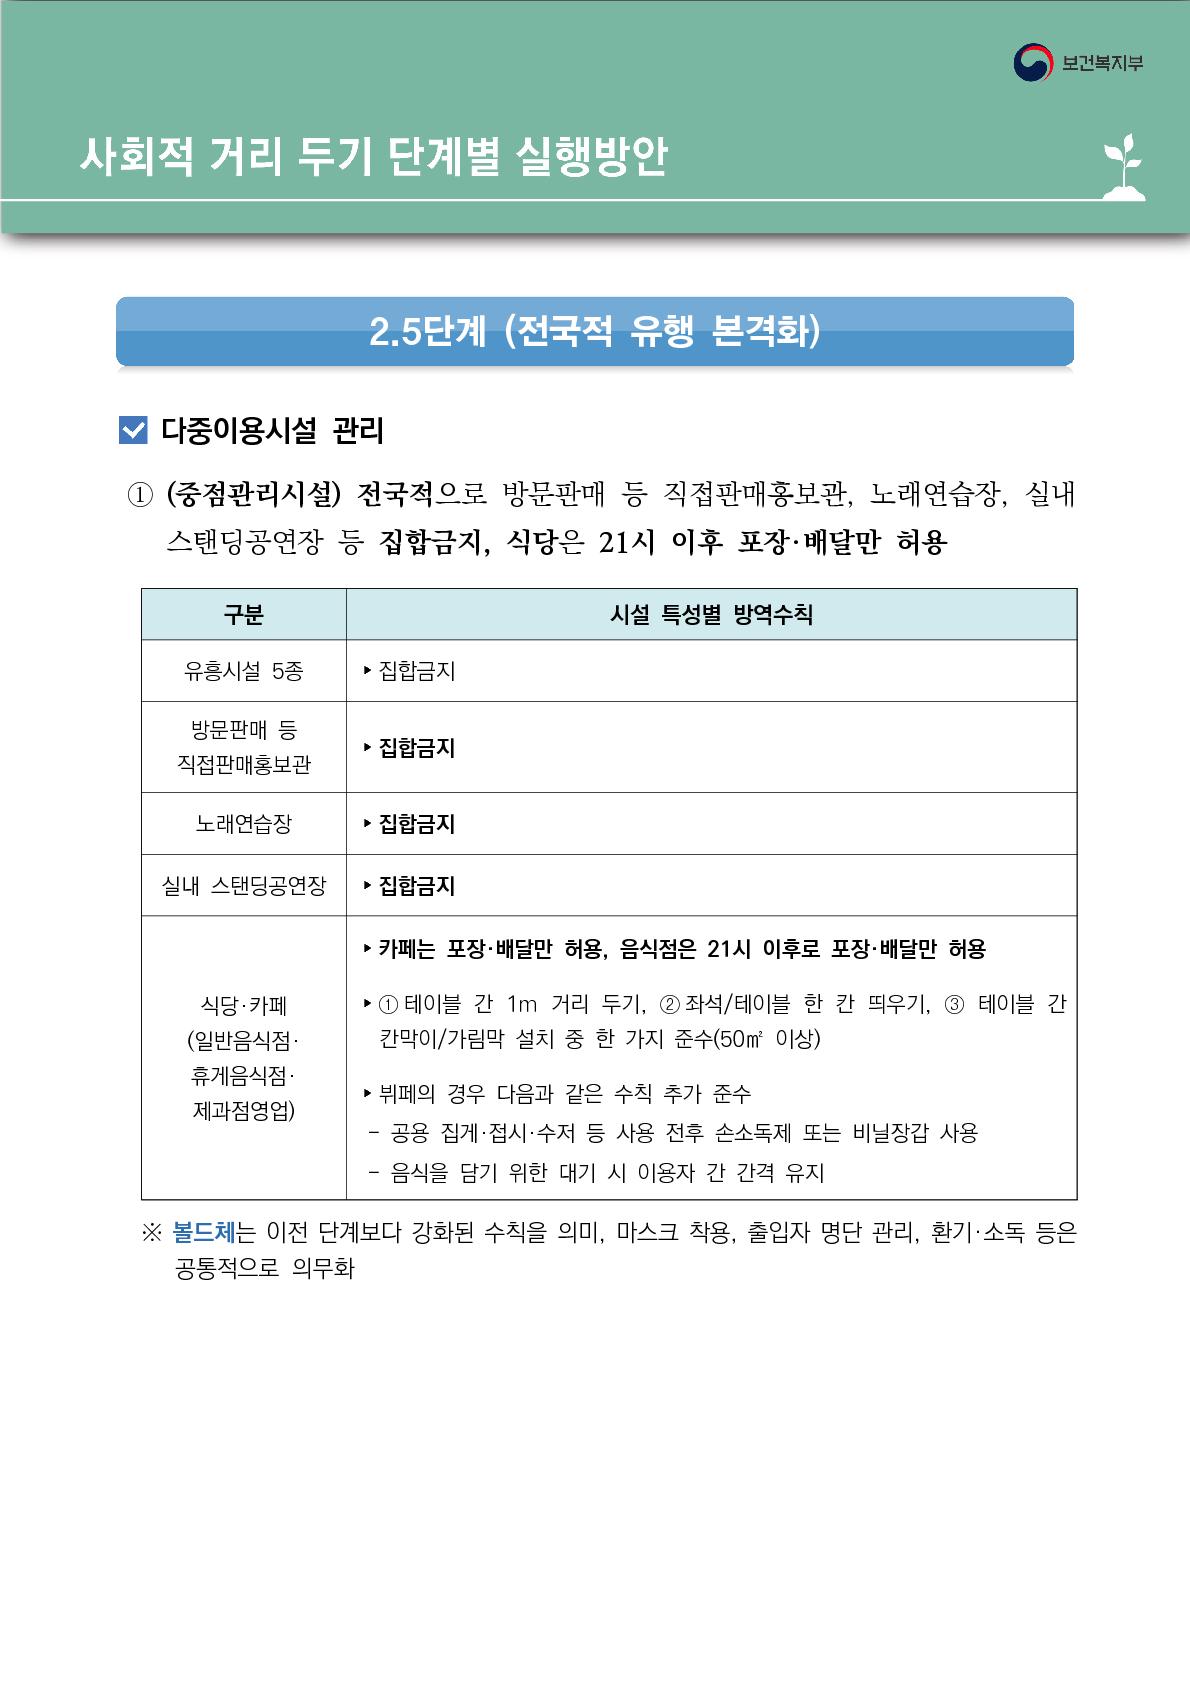 보건복지부
사회적 거리 두기 단계별 실행방안
2.5단계 (전국적 유행 본격화)
다중이용시설 관리
① (중점관리시설) 전국적으로 방문판매 등 직접판매홍보관, 노래연습장, 실내
스탠딩공연장 등 집합금지, 식당은 21시 이후 포장·배달만 허용
구분
시설 특성별 방역수칙
유흥시설 5종
▸집합금지
방문판매 등
직접판매홍보관
▸집합금지
노래연습장
▸집합금지
실내 스탠딩공연장
▸집합금지
식당·카페
(일반음식점·
휴게음식점·
제과점영업)
▸카페는 포장·배달만 허용, 음식점은 21시 이후로 포장·배달만 허용
▸①테이블 간 1m 거리 두기, ②좌석/테이블 한 칸 띄우기, ③ 테이블 간
칸막이/가림막 설치 중 한 가지 준수(50㎡ 이상)
▸뷔페의 경우 다음과 같은 수칙 추가 준수
- 공용 집게·접시·수저 등 사용 전후 손소독제 또는 비닐장갑 사용
- 음식을 담기 위한 대기 시 이용자 간 간격 유지
※ 볼드체는 이전 단계보다 강화된 수칙을 의미, 마스크 착용, 출입자 명단 관리, 환기·소독 등은
공통적으로 의무화